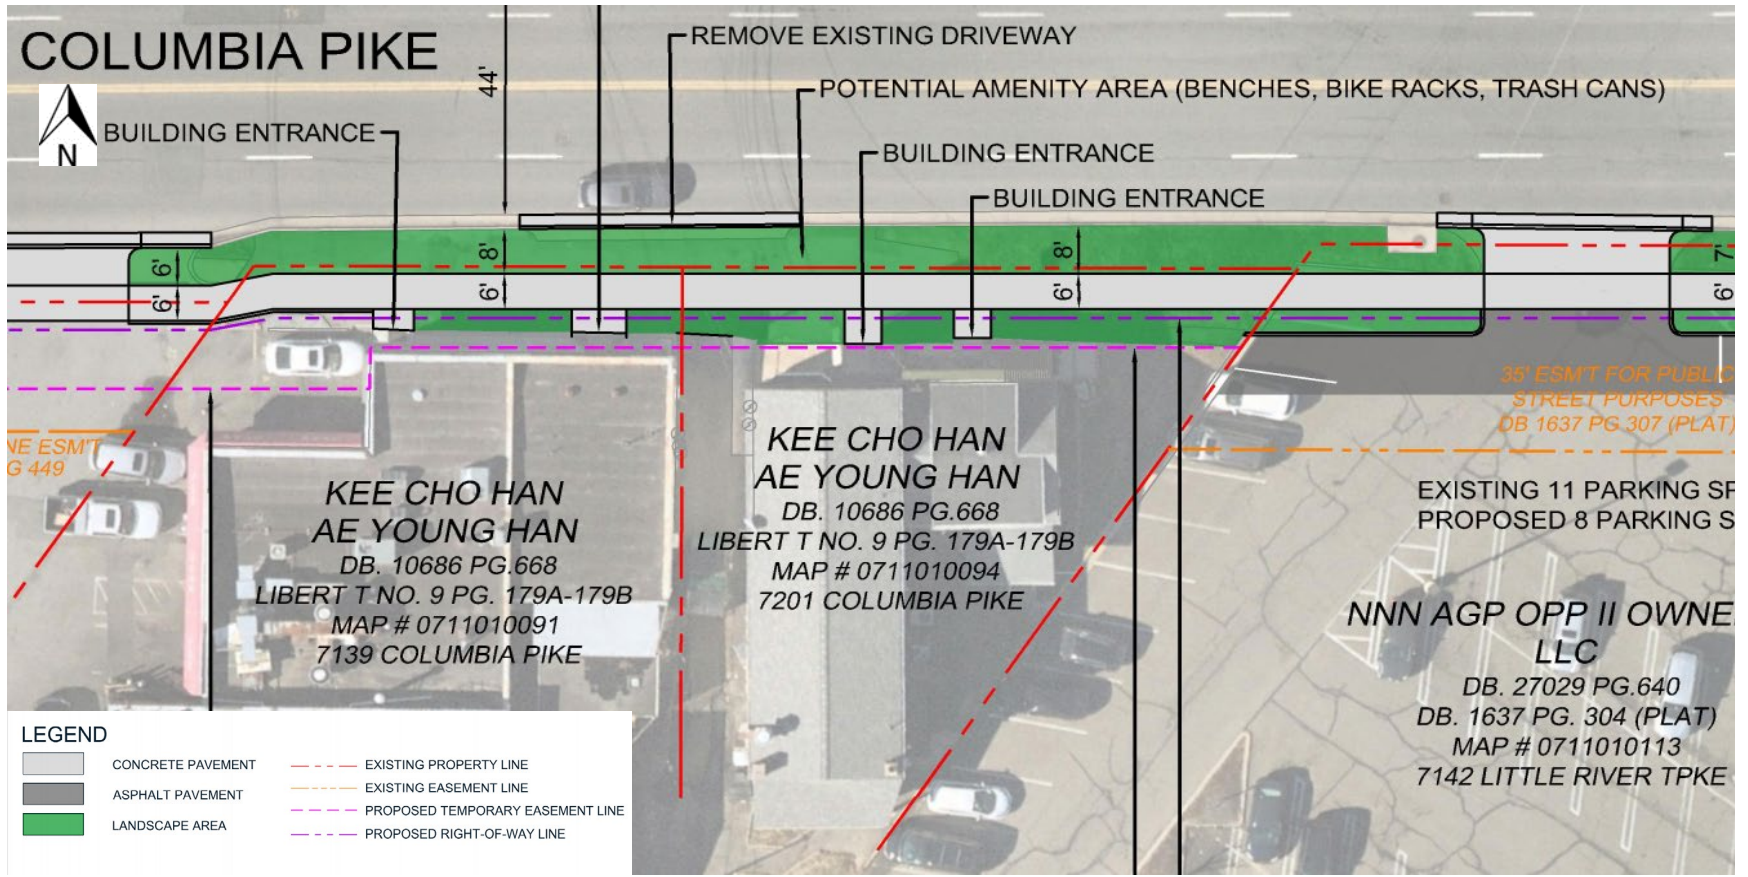 COLUMBIA PIKE
N
44'
REMOVE EXISTING DRIVEWAY
POTENTIAL AMENITY AREA (BENCHES, BIKE RACKS, TRASH CANS)
BUILDING ENTRANCE
BUILDING ENTRANCE
BUILDING ENTRANCE
6'
6'
8'
6'
8'
6'
7'
6'
NE ESM'T
G 449
35' ESM'T FOR PUBLIC
STREET PURPOSES
DB 1637 PG 307 (PLAT)
KEE CHO HAN
AE YOUNG HAN
DB. 10686 PG.668
LIBERT T NO. 9 PG. 179A-179B
MAP # 0711010091
7139 COLUMBIA PIKE
KEE CHO HAN
AE YOUNG HAN
DB. 10686 PG.668
LIBERT T NO. 9 PG. 179A-179B
MAP # 0711010094
7201 COLUMBIA PIKE
EXISTING 11 PARKING SP
PROPOSED 8 PARKING S
NNN AGP OPP II OWNE
LLC
DB. 27029 PG.640
DB. 1637 PG. 304 (PLAT)
MAP # 0711010113
7142 LITTLE RIVER TPKE
LEGEND
CONCRETE PAVEMENT
ASPHALT PAVEMENT
LANDSCAPE AREA
EXISTING PROPERTY LINE
EXISTING EASEMENT LINE
PROPOSED TEMPORARY EASEMENT LINE
PROPOSED RIGHT-OF-WAY LINE